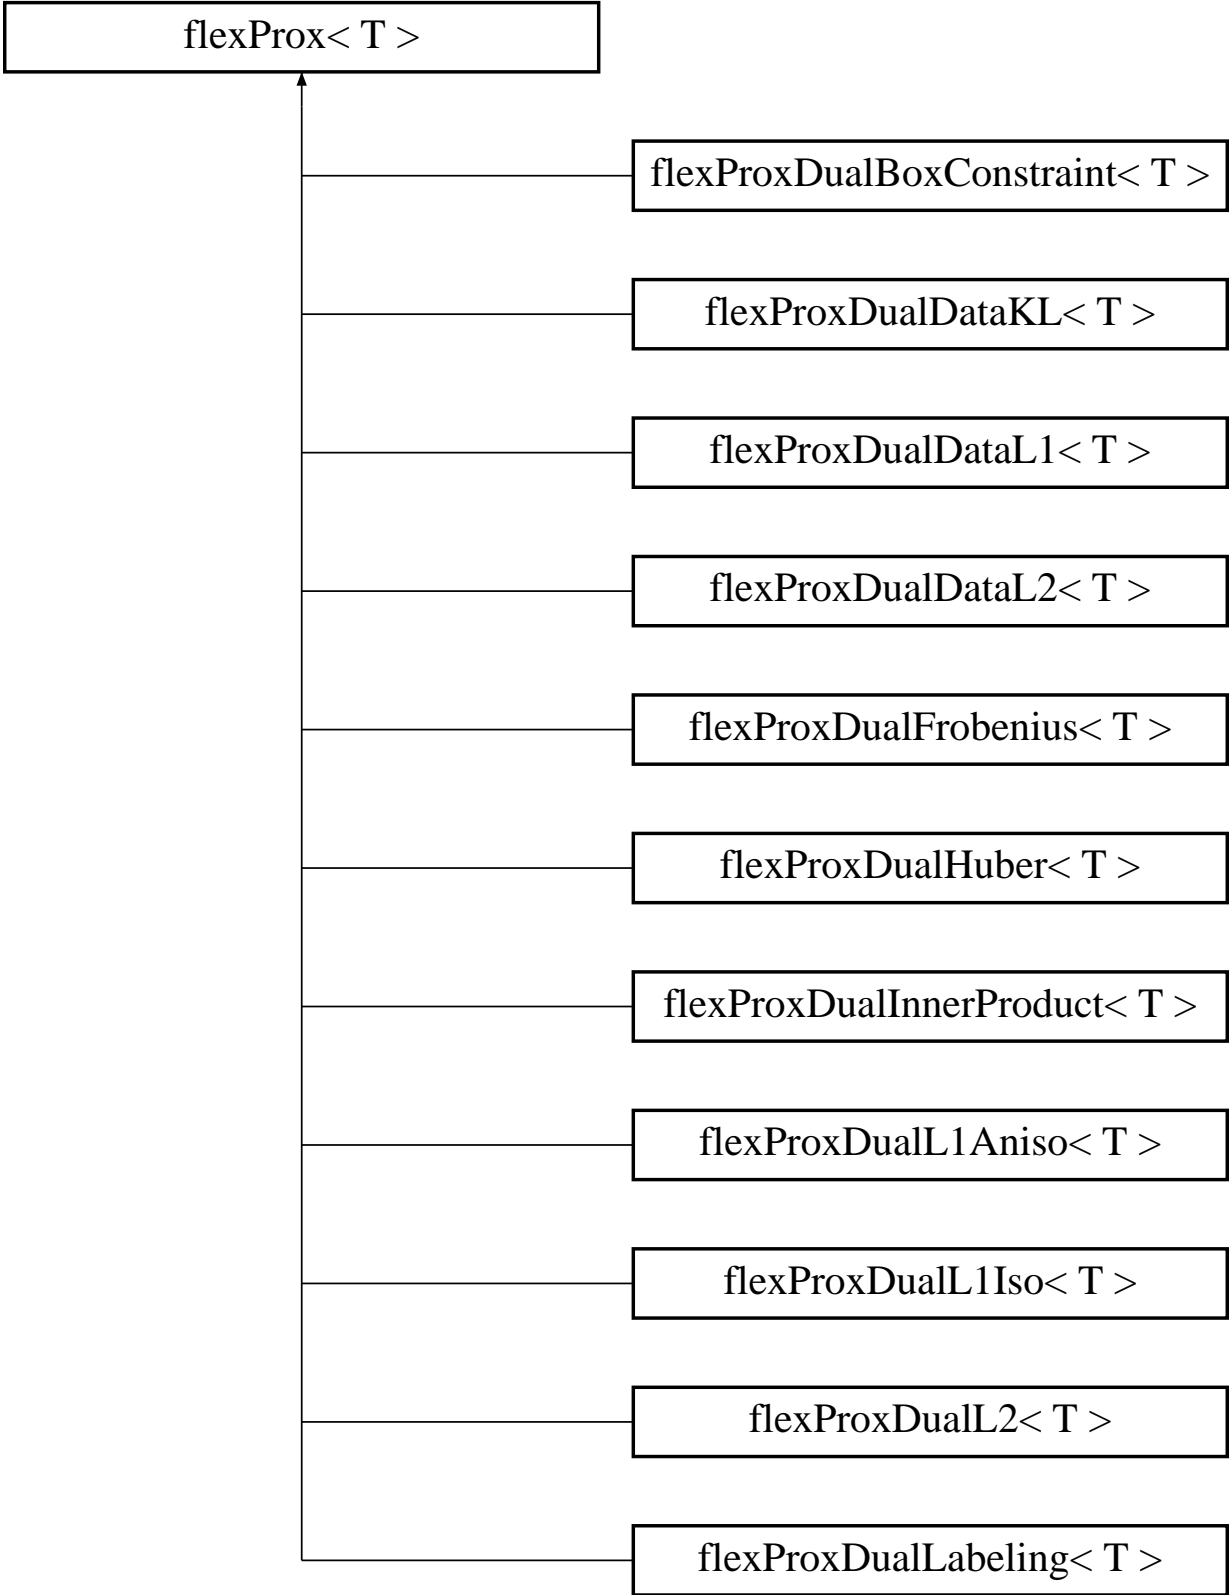 flexProx< T >
flexProxDualBoxConstraint< T >
flexProxDualDataKL< T >
flexProxDualDataL1< T >
flexProxDualDataL2< T >
flexProxDualFrobenius< T >
flexProxDualHuber< T >
flexProxDualInnerProduct< T >
flexProxDualL1Aniso< T >
flexProxDualL1Iso< T >
flexProxDualL2< T >
flexProxDualLabeling< T >